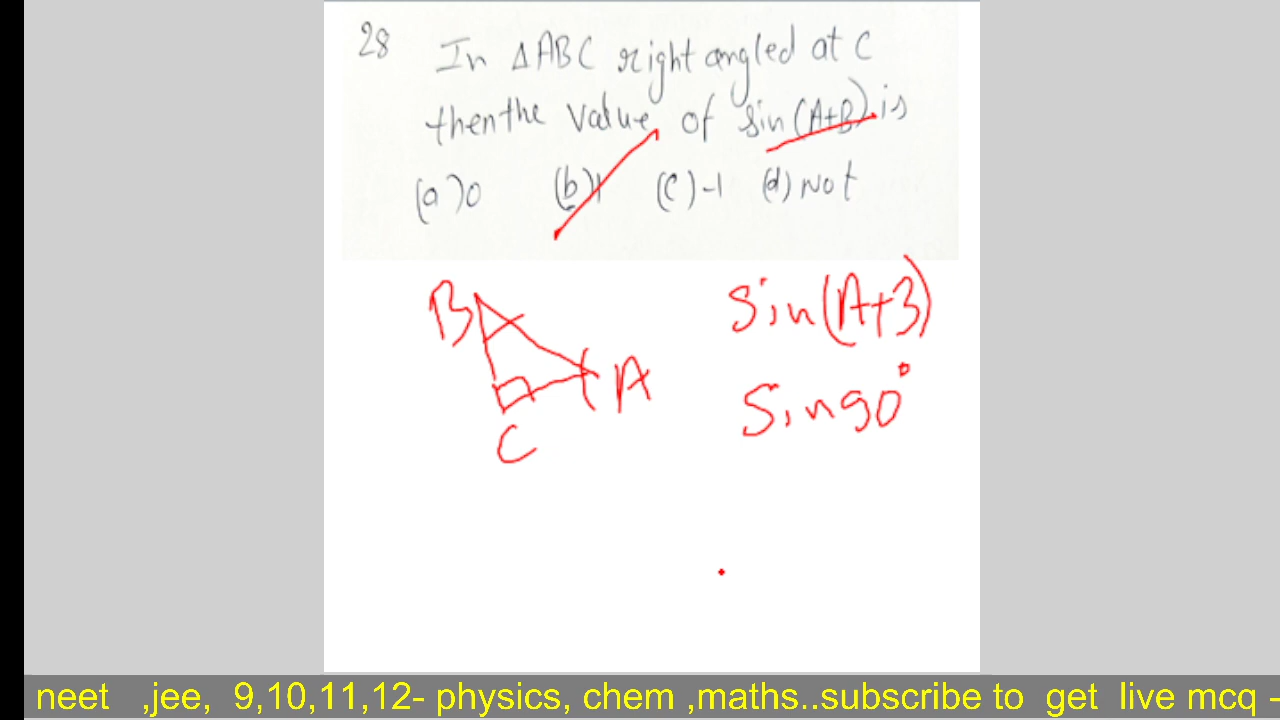 28
In ΔABC right angled at C
then the value of sin(A+B) is
(a) 0 (b) 1 (c) -1 (d) Not
B
A
C
Sin(A+B)
Sin90°
neet ,jee, 9,10,11,12- physics, chem ,maths..subscribe to get live mcq -